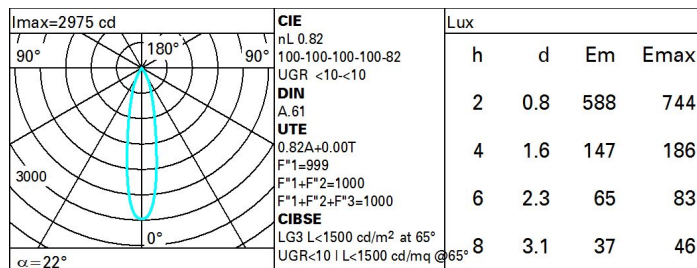 Imax=2975 cd
90° 180° 90°
3000
0°
α=22°
CIE
nL 0.82
100-100-100-100-82
UGR <10-<10
DIN
A.61
UTE
0.82A+0.00T
F"1=999
F"1+F"2=1000
F"1+F"2+F"3=1000
CIBSE
LG3 L<1500 cd/m² at 65°
UGR<10 | L<1500 cd/mq @65°
Lux
h d Em Emax
2 0.8 588 744
4 1.6 147 186
6 2.3 65 83
8 3.1 37 46